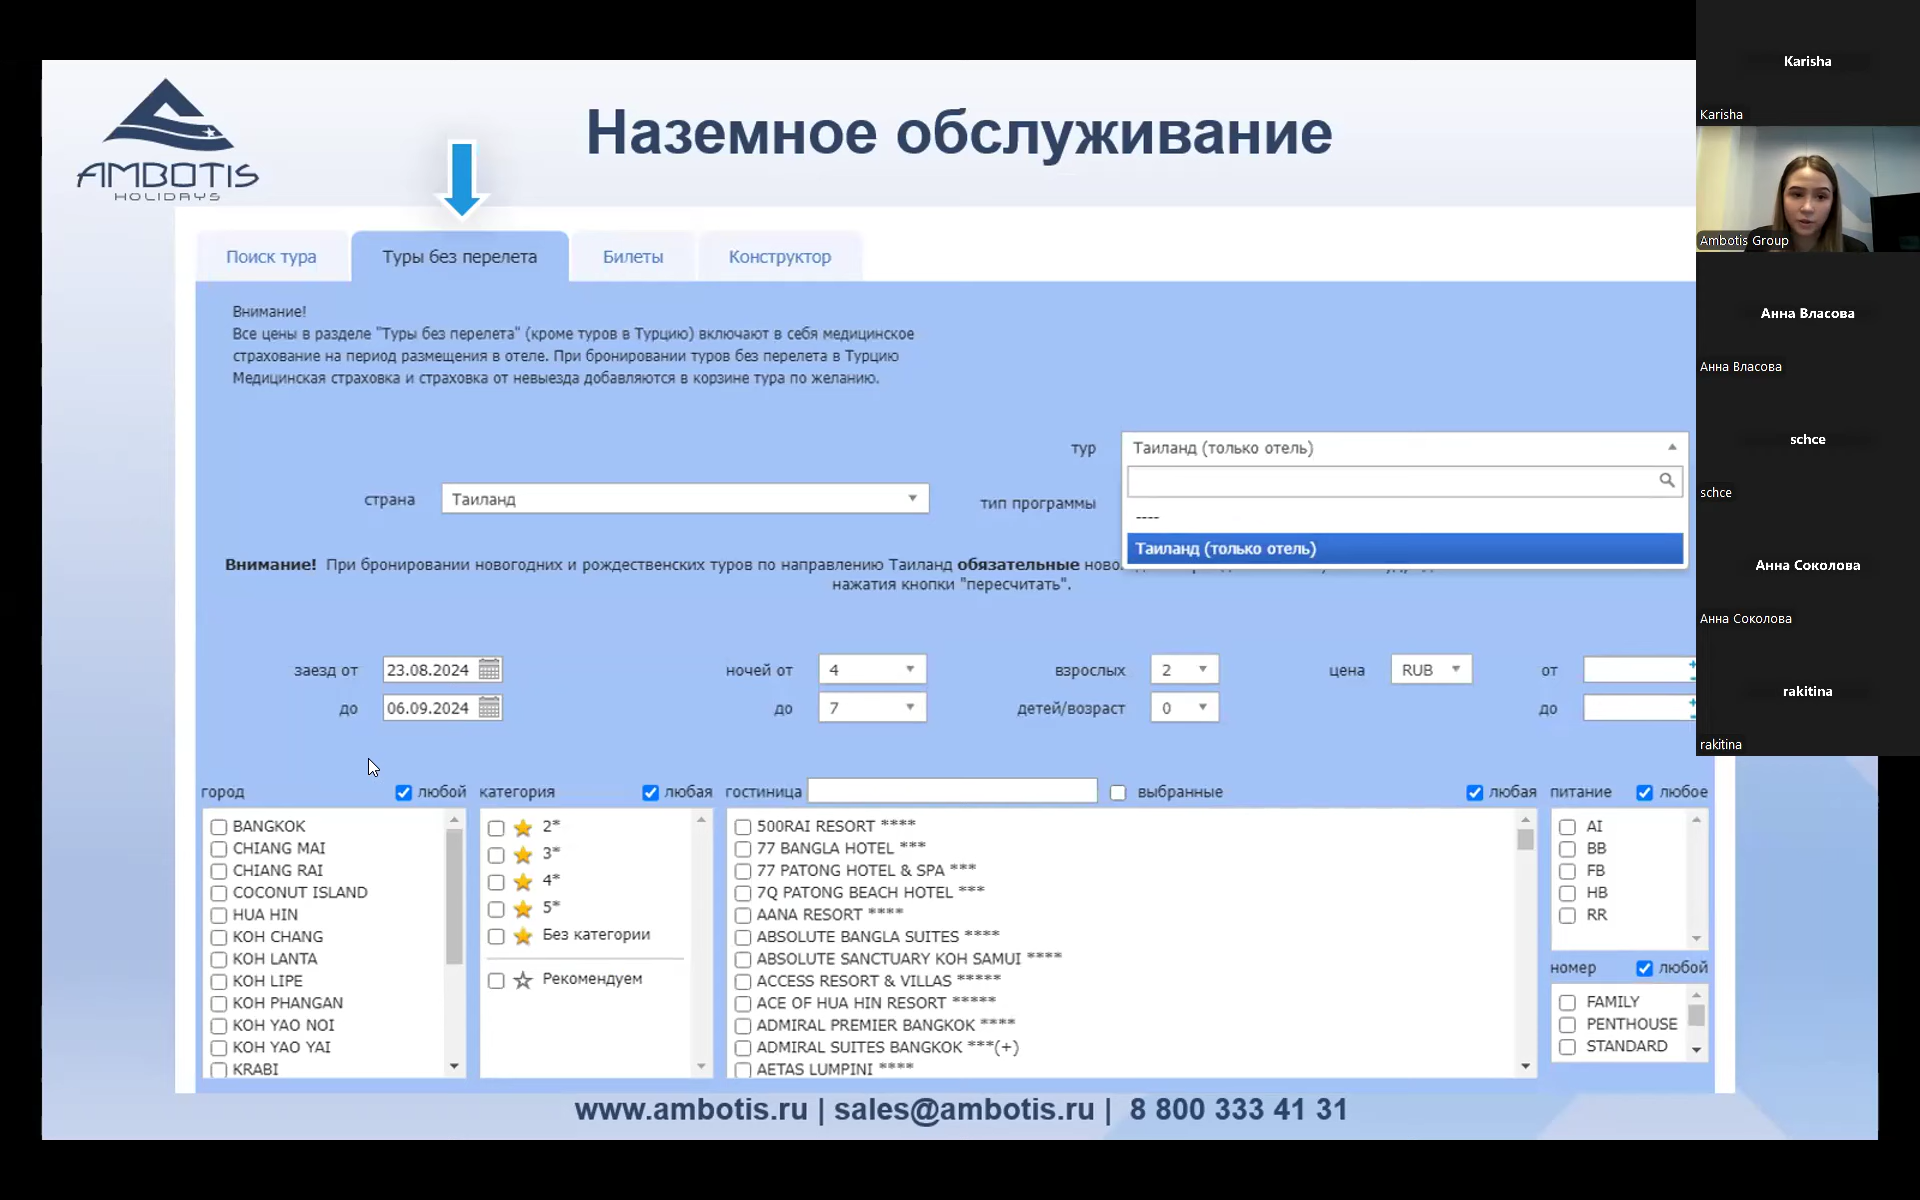 AMBOTIS
HOLIDAYS
Наземное обслуживание
Поиск тура
Туры без перелета
Билеты
Конструктор
Внимание!
Все цены в разделе "Туры без перелета" (кроме туров в Турцию) включают в себя медицинское
страхование на период размещения в отеле. При бронировании туров без перелета в Турцию
Медицинская страховка и страховка от невыезда добавляются в корзине тура по желанию.
тур
Таиланд (только отель)
страна
Таиланд
тип программы
----
Таиланд (только отель)
Внимание! При бронировании новогодних и рождественских туров по направлению Таиланд обязательные
нажатия кнопки "пересчитать".
заезд от 23.08.2024 ночей от 4 взрослых 2 цена RUB от
до 06.09.2024 до 7 детей/возраст 0 до
город любой
BANGKOK
CHIANG MAI
CHIANG RAI
COCONUT ISLAND
HUA HIN
KOH CHANG
KOH LANTA
KOH LIPE
KOH PHANGAN
KOH YAO NOI
KOH YAO YAI
KRABI
категория любая
2*
3*
4*
5*
Без категории
Рекомендуем
гостиница выбранные любая
500RAI RESORT ****
77 BANGLA HOTEL ***
77 PATONG HOTEL & SPA ***
7Q PATONG BEACH HOTEL ***
AANA RESORT ****
ABSOLUTE BANGLA SUITES ****
ABSOLUTE SANCTUARY KOH SAMUI ****
ACCESS RESORT & VILLAS *****
ACE OF HUA HIN RESORT *****
ADMIRAL PREMIER BANGKOK ****
ADMIRAL SUITES BANGKOK ***(+)
AETAS LUMPINI ****
питание любое
AI
BB
FB
HB
RR
номер любой
FAMILY
PENTHOUSE
STANDARD
www.ambotis.ru | sales@ambotis.ru | 8 800 333 41 31
Karisha
Karisha
Ambotis Group
Анна Власова
Анна Власова
schce
schce
Анна Соколова
Анна Соколова
rakitina
rakitina